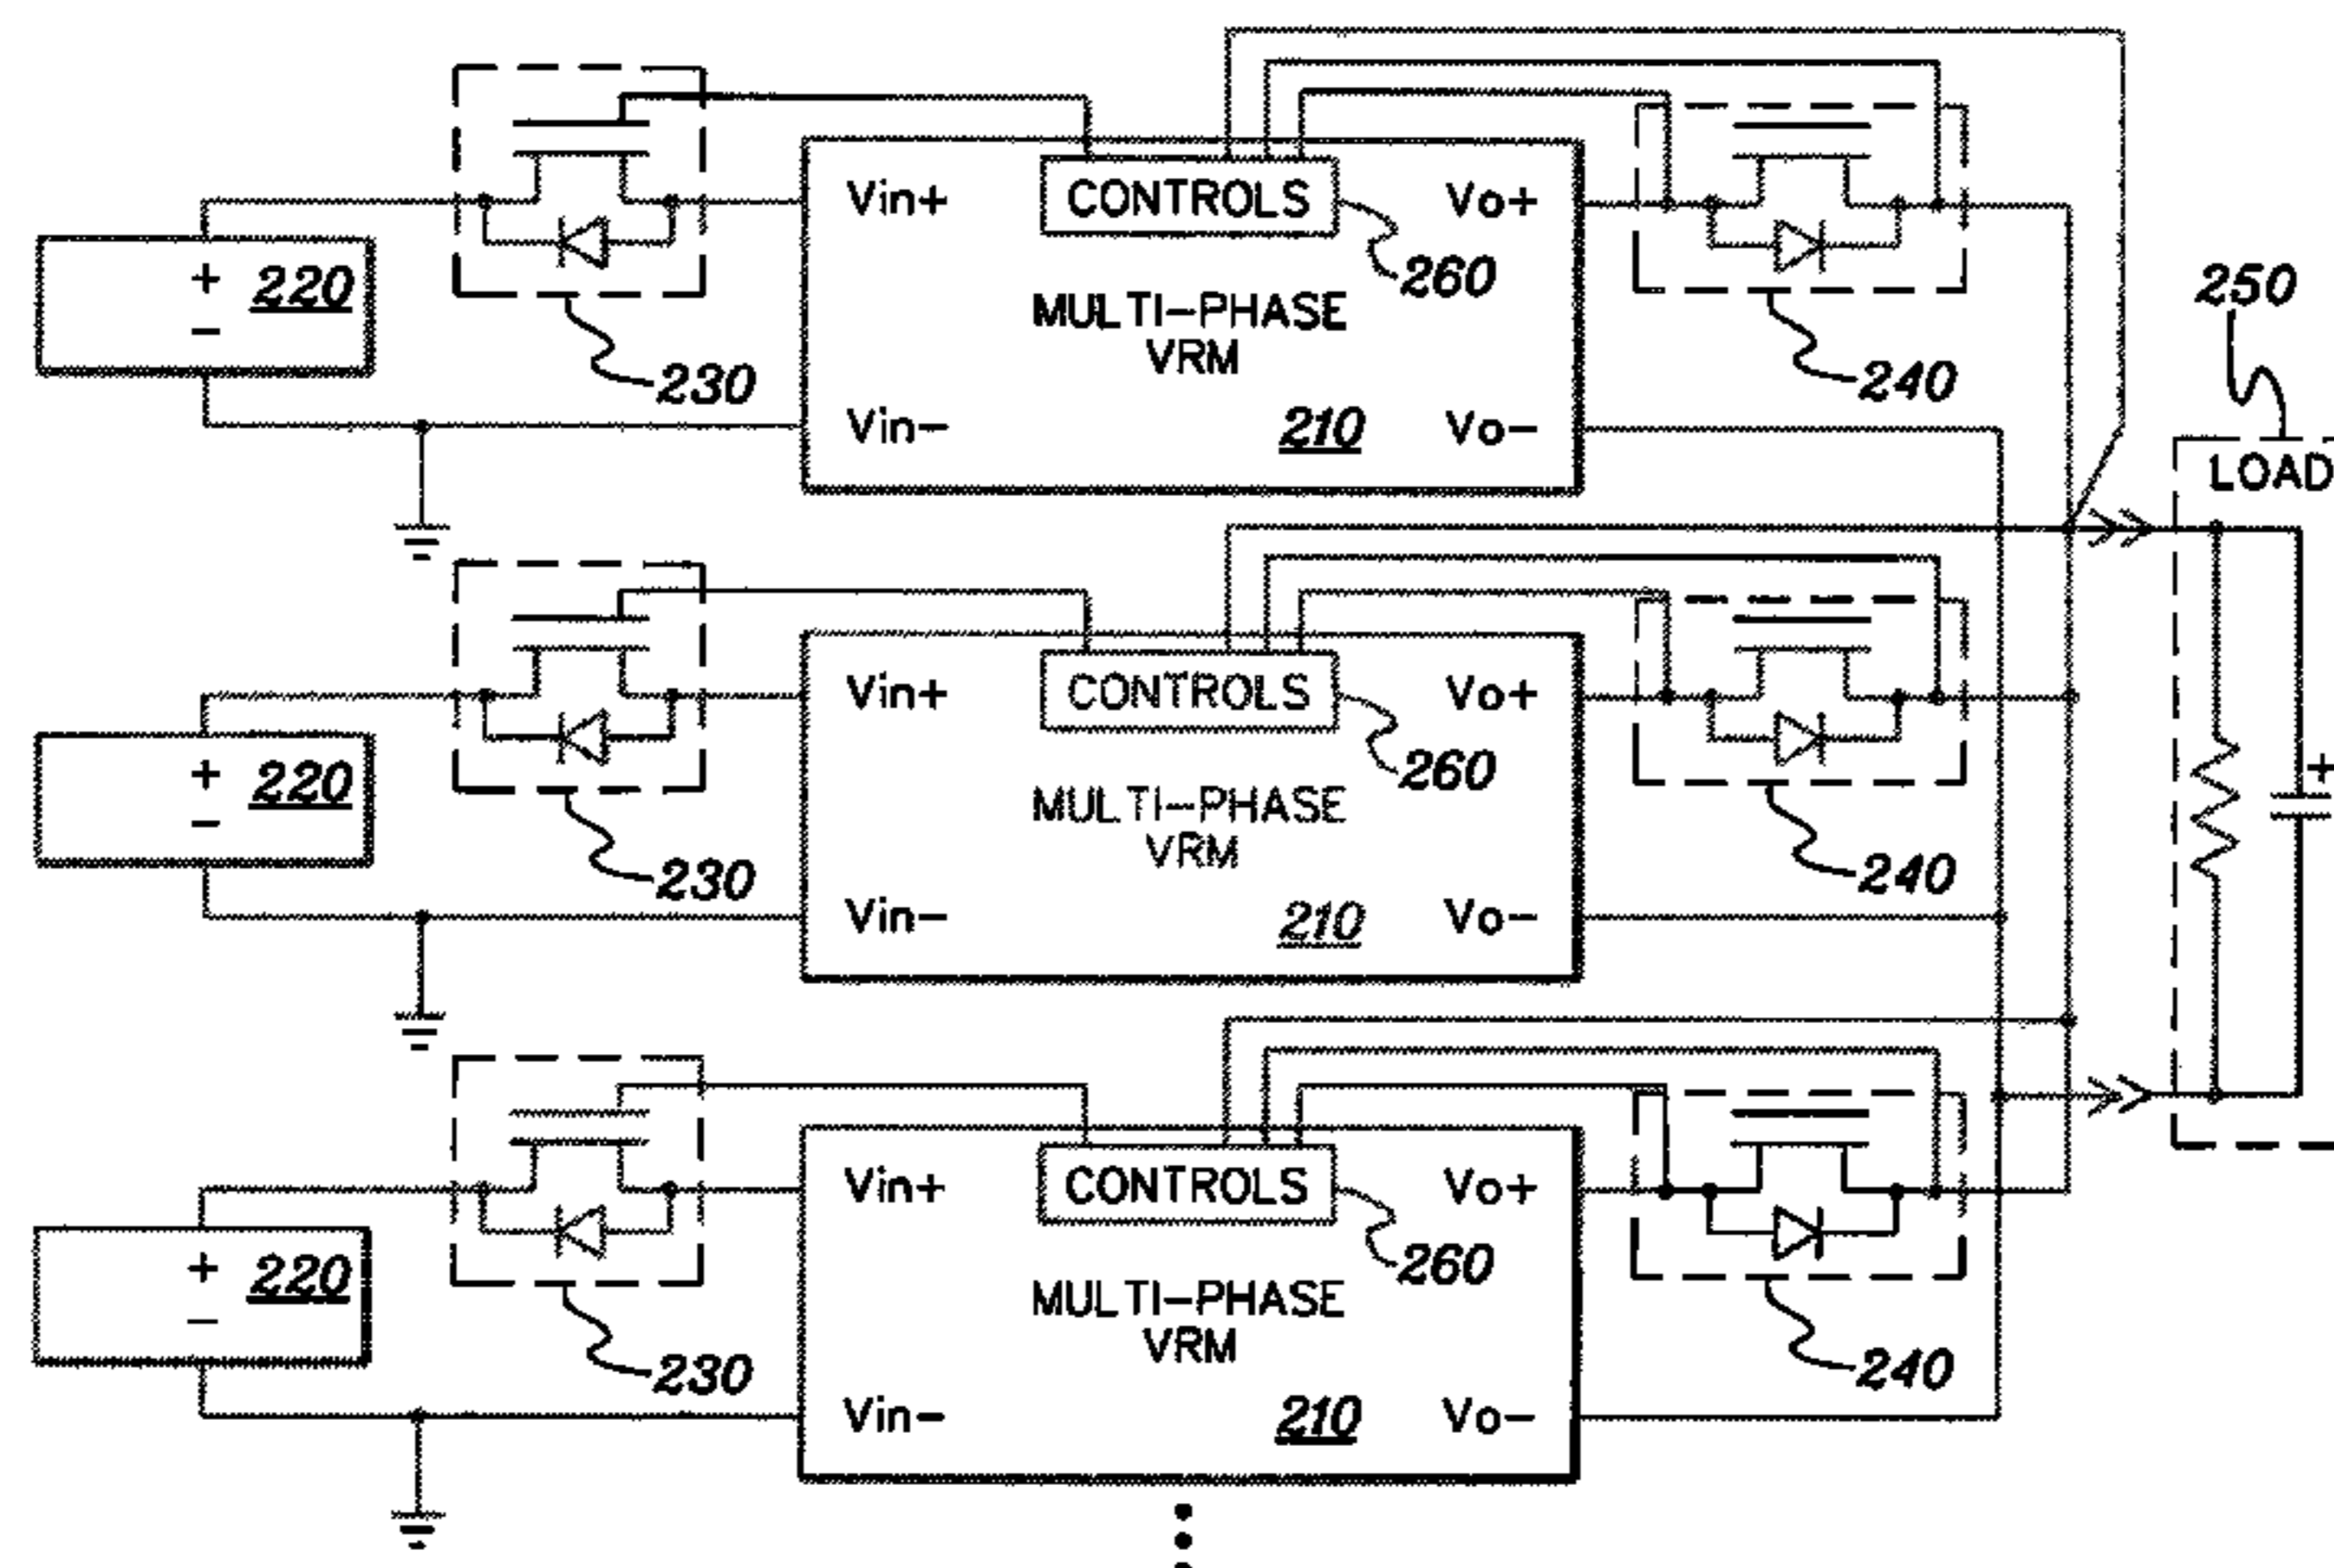 Vin+
CONTROLS
Vo+
260
250
+
220
-
MULTI-PHASE
VRM
230
240
Vin-
210
Vo-
LOAD
Vin+
CONTROLS
Vo+
260
+
220
-
MULTI-PHASE
VRM
230
240
+
Vin-
210
Vo-
Vin+
CONTROLS
Vo+
260
+
220
-
MULTI-PHASE
VRM
230
240
Vin-
210
Vo-